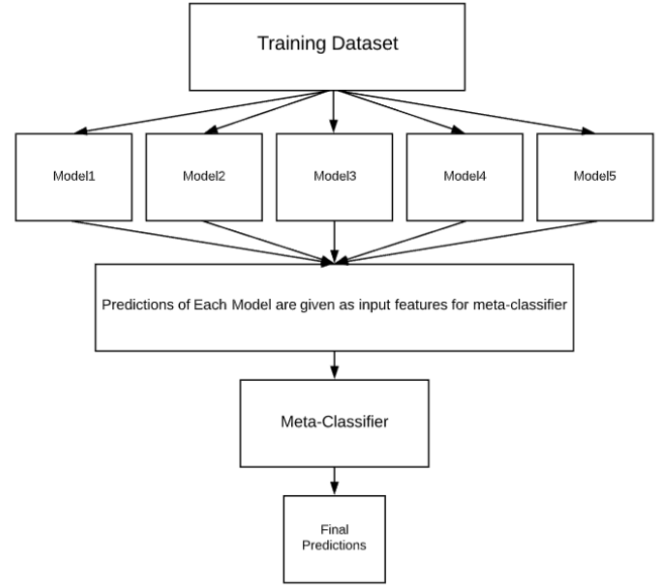 Training Dataset
Model1
Model2
Model3
Model4
Model5
Predictions of Each Model are given as input features for meta-classifier
Meta-Classifier
Final
Predictions